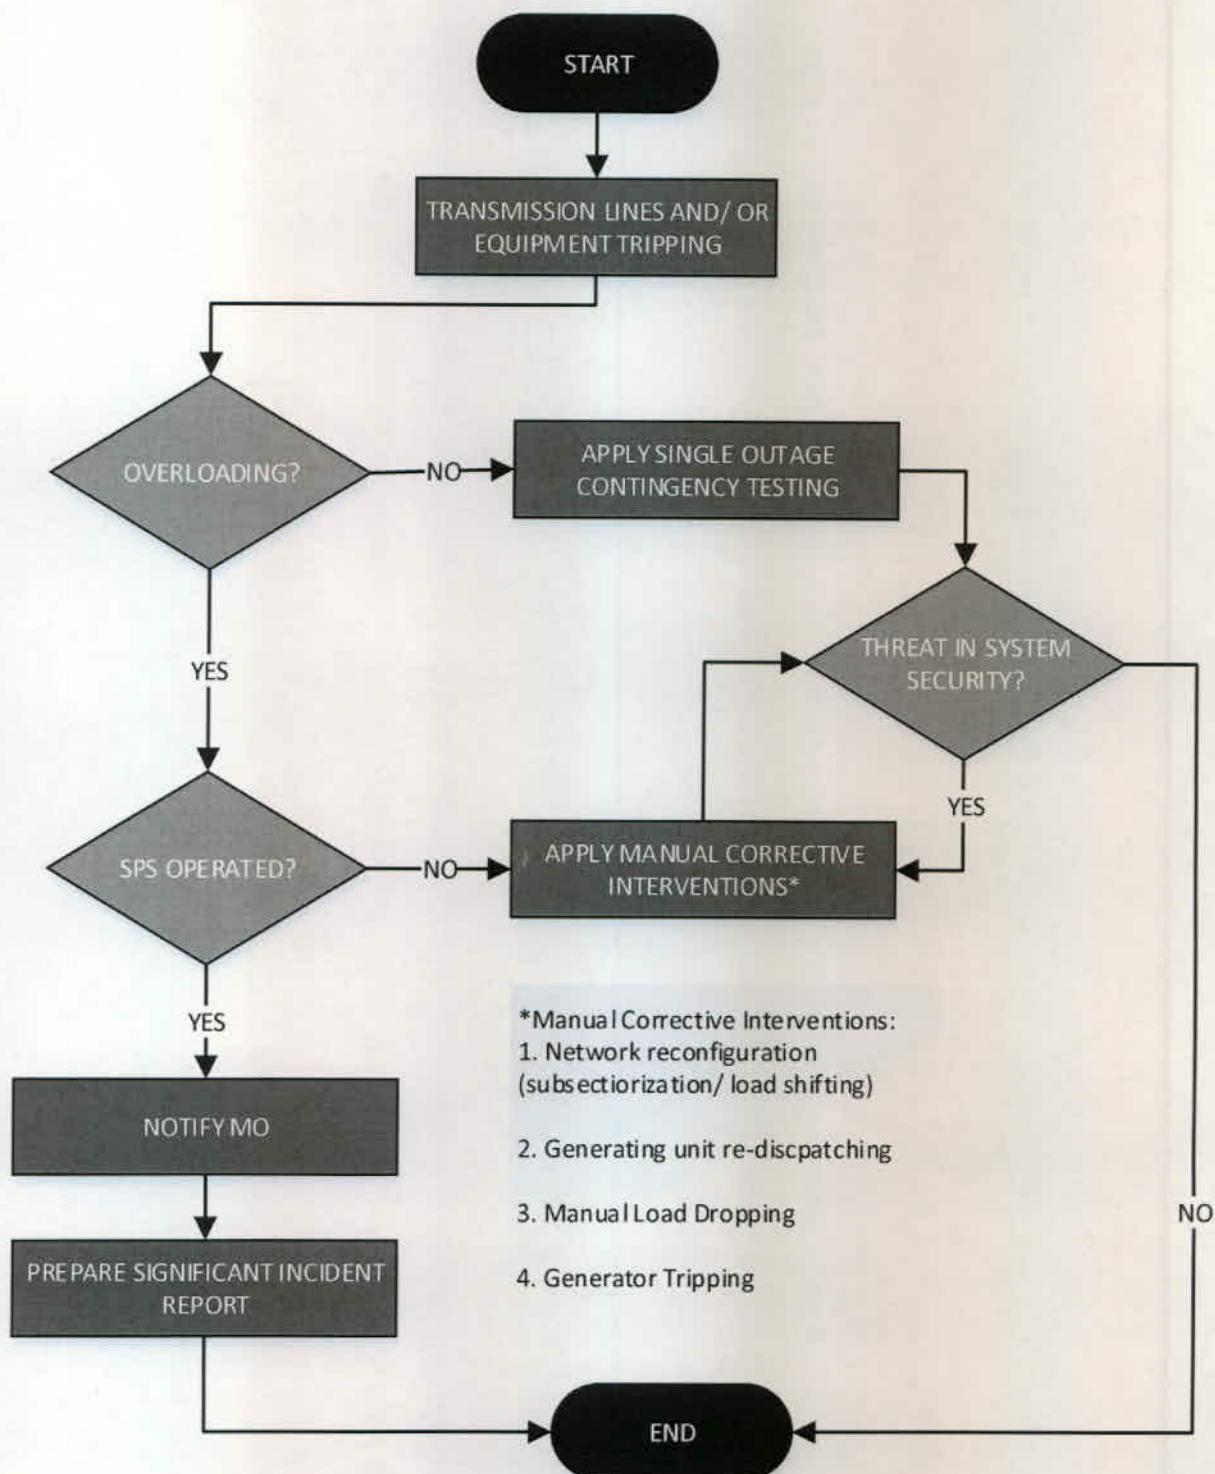 START
TRANSMISSION LINES AND/ OR
EQUIPMENT TRIPPING
OVERLOADING?
NO
APPLY SINGLE OUTAGE
CONTINGENCY TESTING
YES
THREAT IN SYSTEM
SECURITY?
YES
SPS OPERATED?
NO
APPLY MANUAL CORRECTIVE
INTERVENTIONS*
YES
NOTIFY MO
PREPARE SIGNIFICANT INCIDENT
REPORT
*Manual Corrective Interventions:
1. Network reconfiguration
(subsectiorization/ load shifting)
2. Generating unit re-discpatching
3. Manual Load Dropping
4. Generator Tripping
NO
END